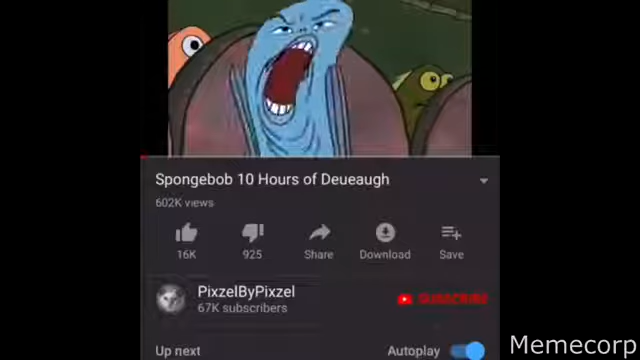 Spongebob 10 Hours of Deueaugh
602K views
16K 925 Share Download Save
PixzelByPixzel
67K subscribers
SUBSCRIBE
Up next Autoplay
Memecorp